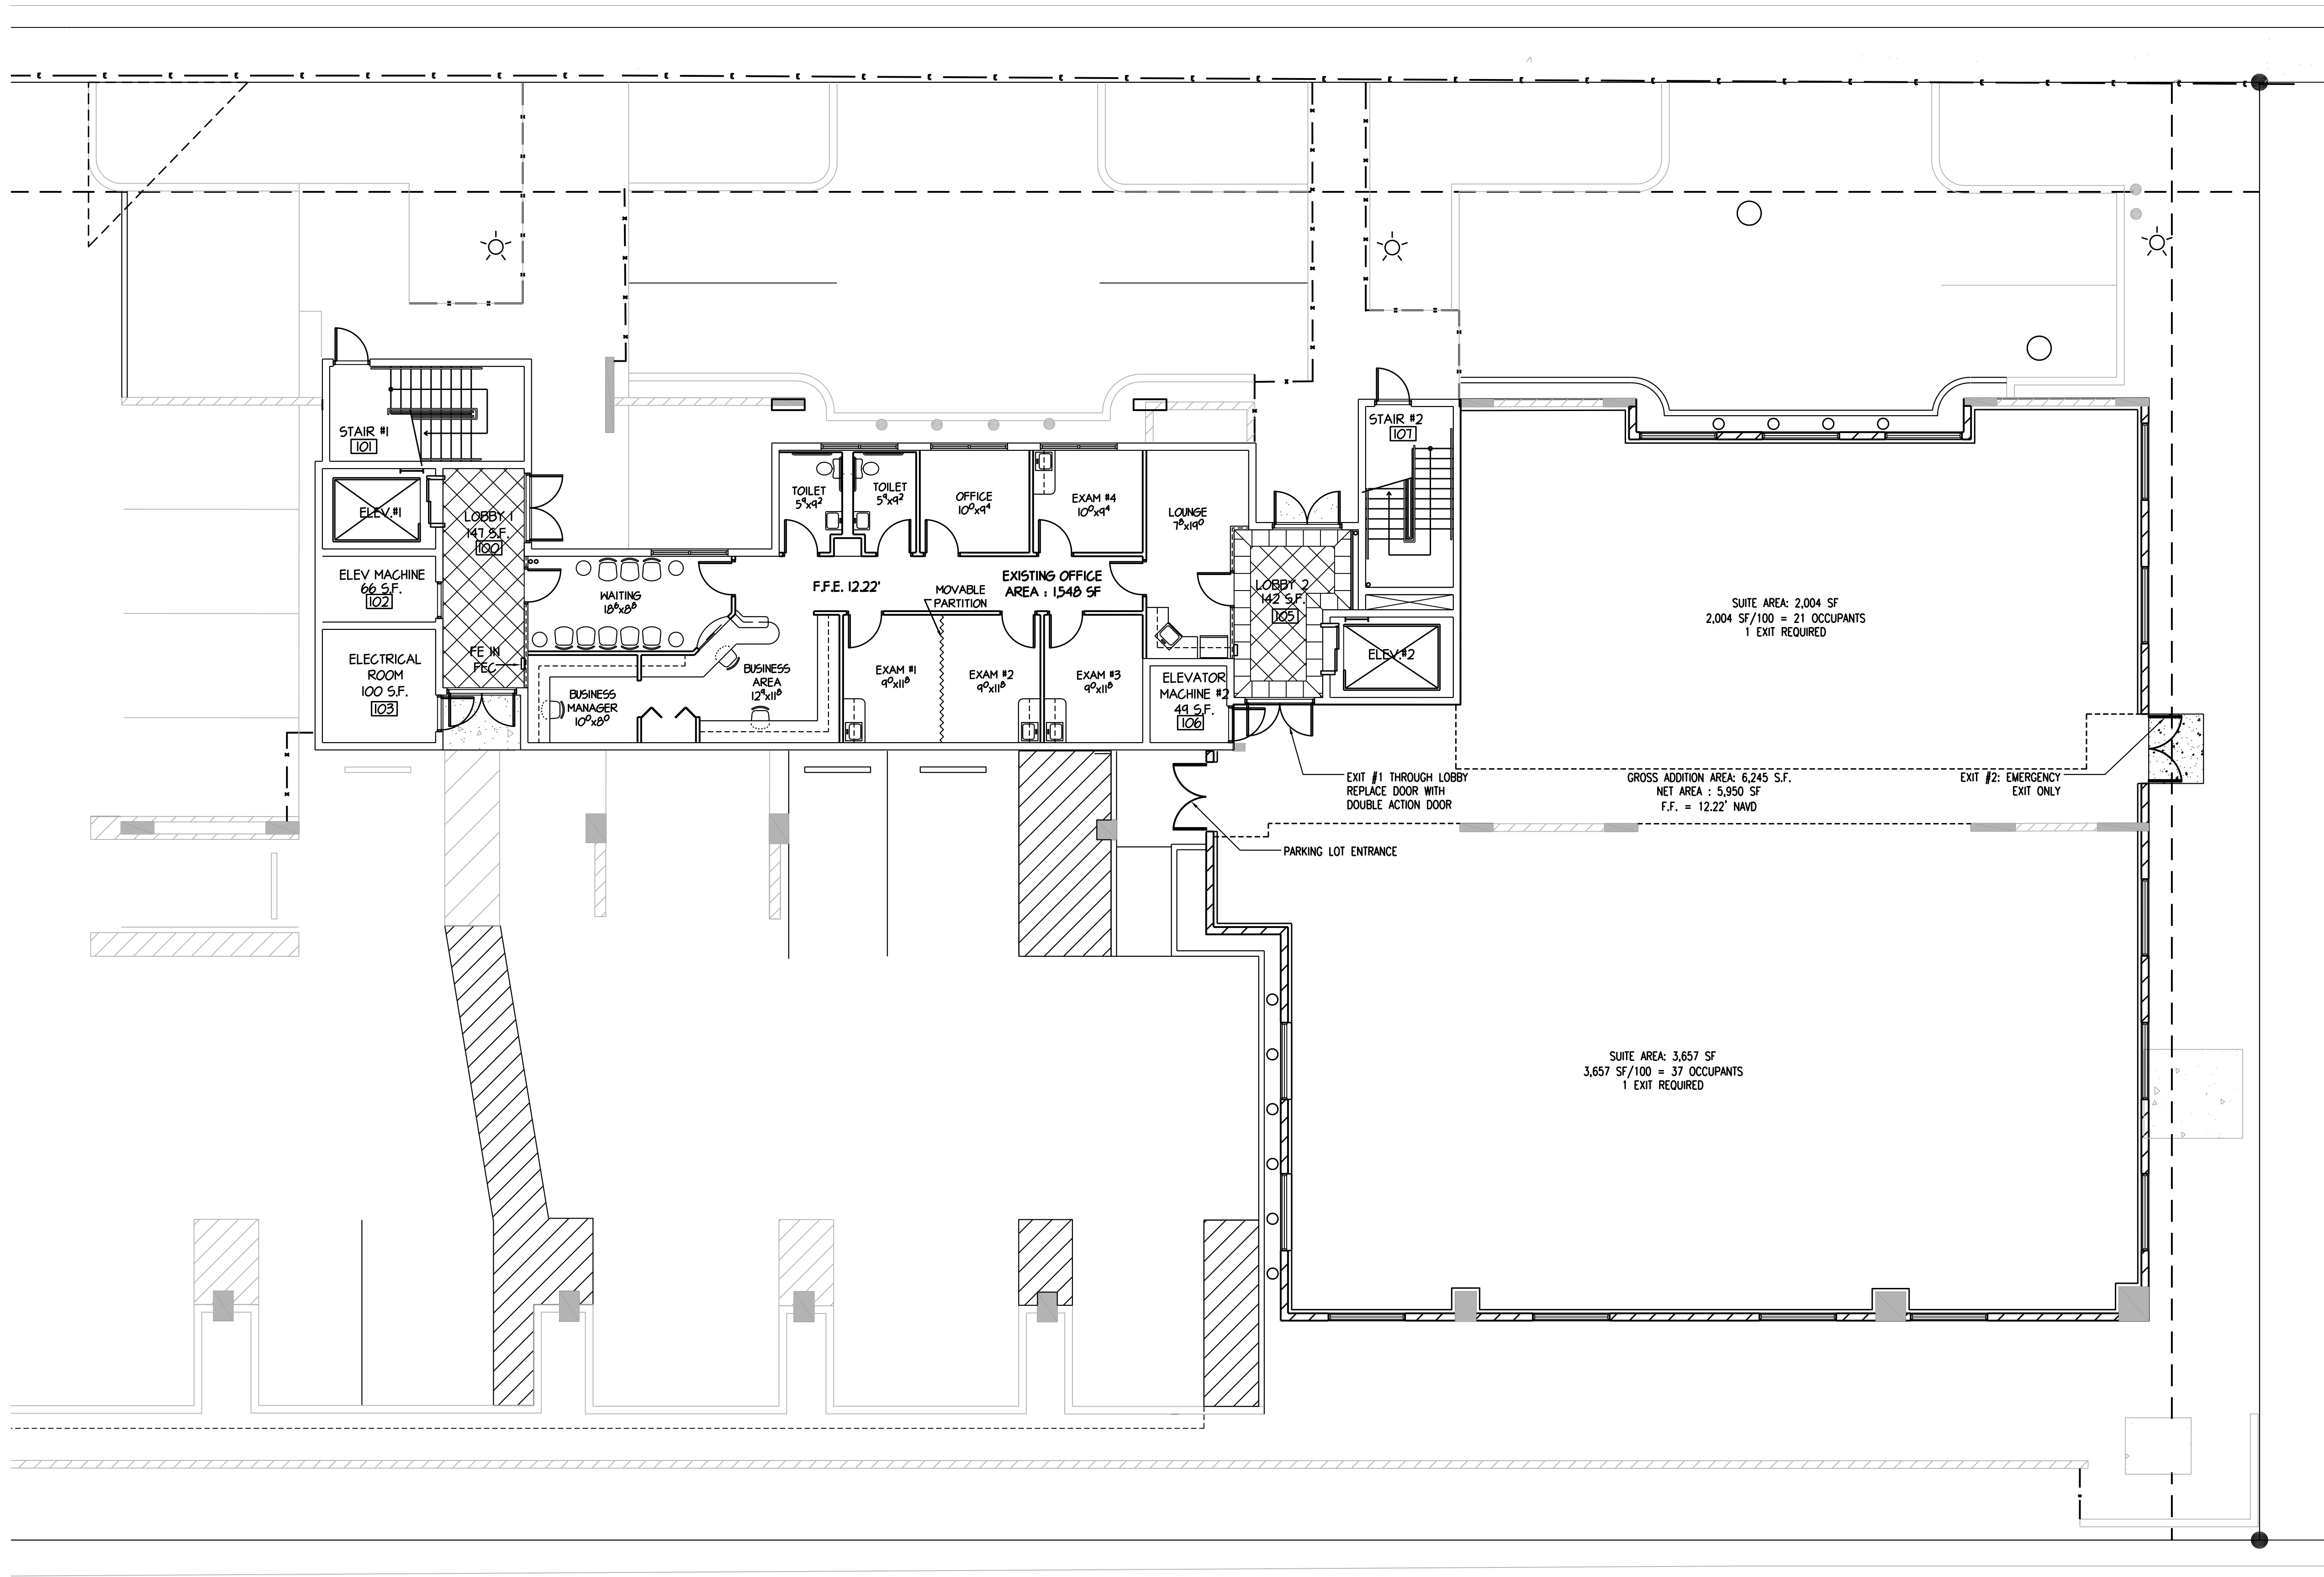 STAIR #1
101
ELEV.#1
LOBBY 1
147 S.F.
100
ELEV MACHINE
66 S.F.
102
ELECTRICAL
ROOM
100 S.F.
103
FE IN
FEC
WAITING
18⁶x8⁸
BUSINESS
MANAGER
10⁰x8⁰
BUSINESS
AREA
12⁹x11⁸
TOILET
5⁹x9²
TOILET
5⁹x9²
OFFICE
10⁰x9⁴
EXAM #4
10⁰x9⁴
LOUNGE
7⁸x19⁰
F.F.E. 12.22'
MOVABLE
PARTITION
EXISTING OFFICE
AREA : 1,548 SF
EXAM #1
9⁰x11⁸
EXAM #2
9⁰x11⁸
EXAM #3
9⁰x11⁸
ELEVATOR
MACHINE #2
49 S.F.
106
LOBBY 2
142 S.F.
105
STAIR #2
107
ELEV.#2
SUITE AREA: 2,004 SF
2,004 SF/100 = 21 OCCUPANTS
1 EXIT REQUIRED
EXIT #1 THROUGH LOBBY
REPLACE DOOR WITH
DOUBLE ACTION DOOR
GROSS ADDITION AREA: 6,245 S.F.
NET AREA : 5,950 SF
F.F. = 12.22' NAVD
EXIT #2: EMERGENCY
EXIT ONLY
PARKING LOT ENTRANCE
SUITE AREA: 3,657 SF
3,657 SF/100 = 37 OCCUPANTS
1 EXIT REQUIRED